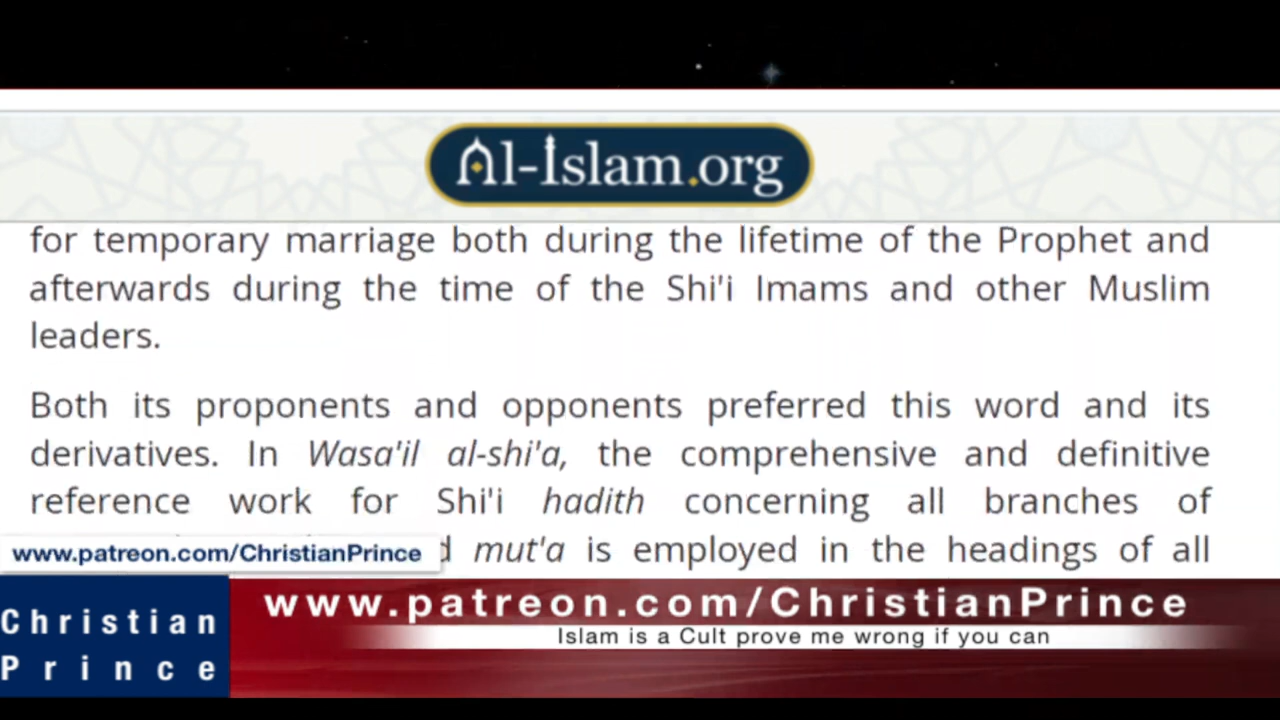 Al-Islam.org
for temporary marriage both during the lifetime of the Prophet and
afterwards during the time of the Shi'i Imams and other Muslim
leaders.
Both its proponents and opponents preferred this word and its
derivatives. In Wasa'il al-shi'a, the comprehensive and definitive
reference work for Shi'i hadith concerning all branches of
mut'a is employed in the headings of all
www.patreon.com/ChristianPrince
Christian
Prince
www.patreon.com/ChristianPrince
Islam is a Cult prove me wrong if you can